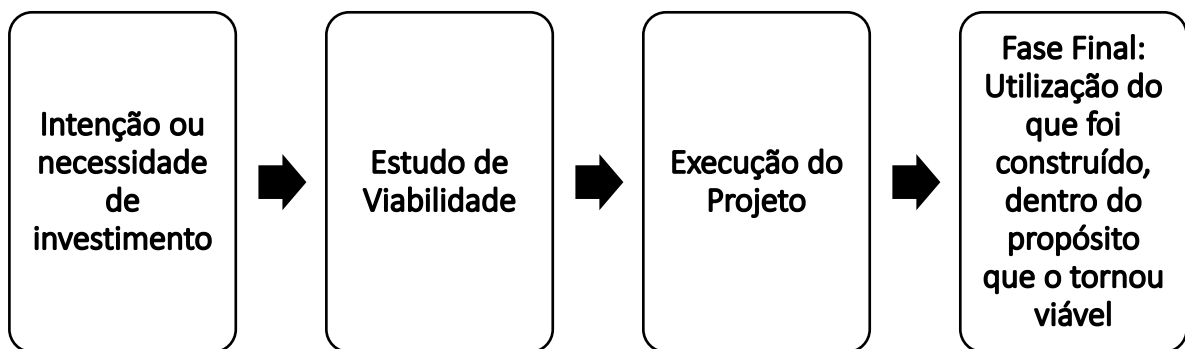 Intenção ou
necessidade
de
investimento
Estudo de
Viabilidade
Execução do
Projeto
Fase Final:
Utilização do
que foi
construído,
dentro do
propósito
que o tornou
viável